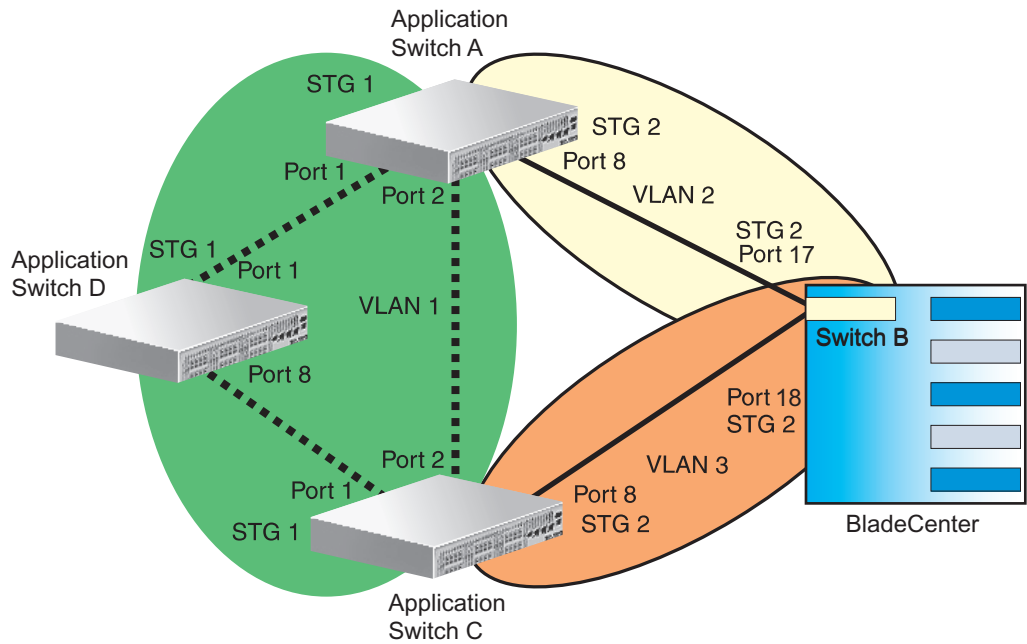 Application
Switch A
STG 1
STG 2
Port 8
Port 1
Port 2
VLAN 2
STG 2
Port 17
STG 1
Port 1
Application
Switch D
VLAN 1
Switch B
Port 8
Port 18
STG 2
Port 2
VLAN 3
Port 1
Port 8
STG 2
STG 1
BladeCenter
Application
Switch C